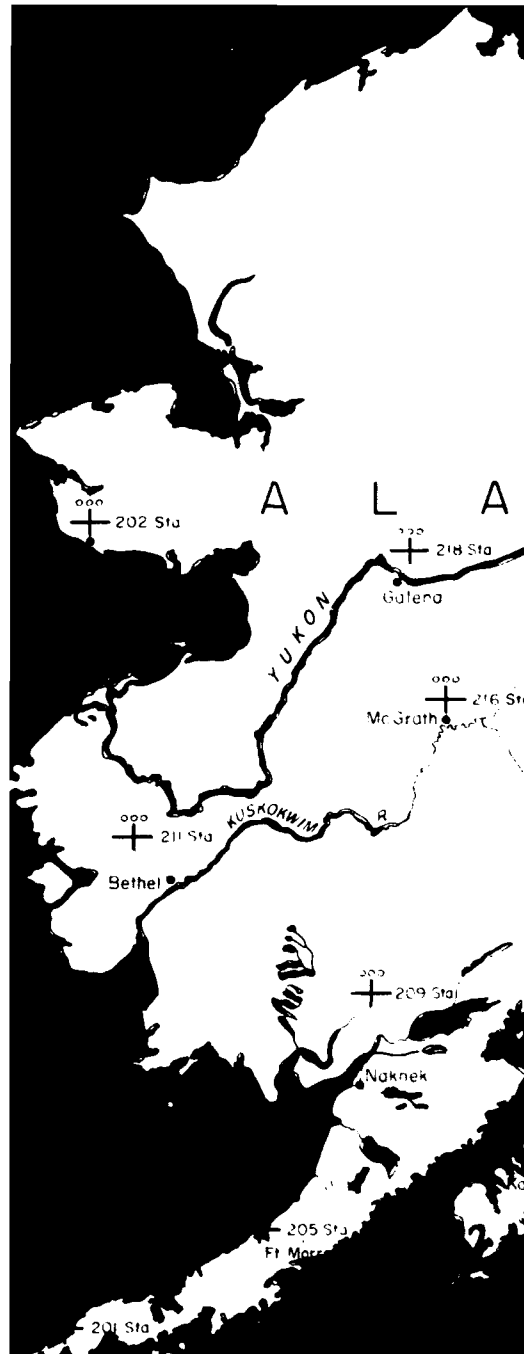 A L A
202 Sta
218 Sta
Galena
YUKON
216 Sta
McGrath
KUSKOKWIM R
211 Sta
Bethel
209 Sta
Naknek
205 Sta
Ft
201 Sta